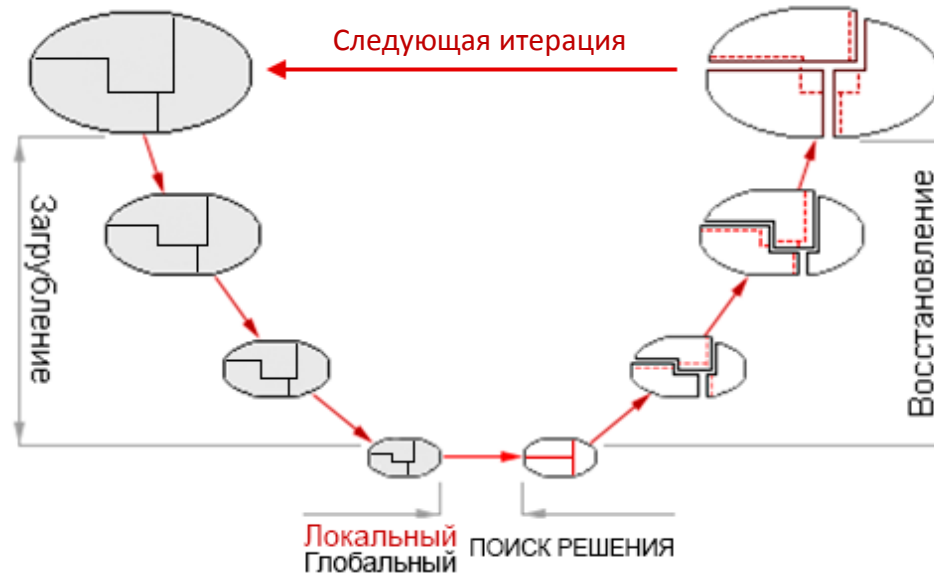 Следующая итерация
Загрубление
Восстановление
Локальный
Глобальный
ПОИСК РЕШЕНИЯ